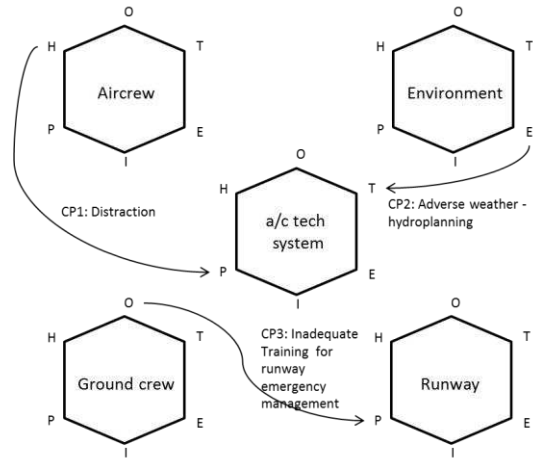 O
H
T
Aircrew
P
E
I
O
H
T
Environment
P
E
I
CP1: Distraction
O
H
T
a/c tech
system
P
E
I
CP2: Adverse weather -
hydroplanning
O
H
T
Ground crew
P
E
I
CP3: Inadequate
Training for
runway
emergency
management
O
H
T
Runway
P
E
I